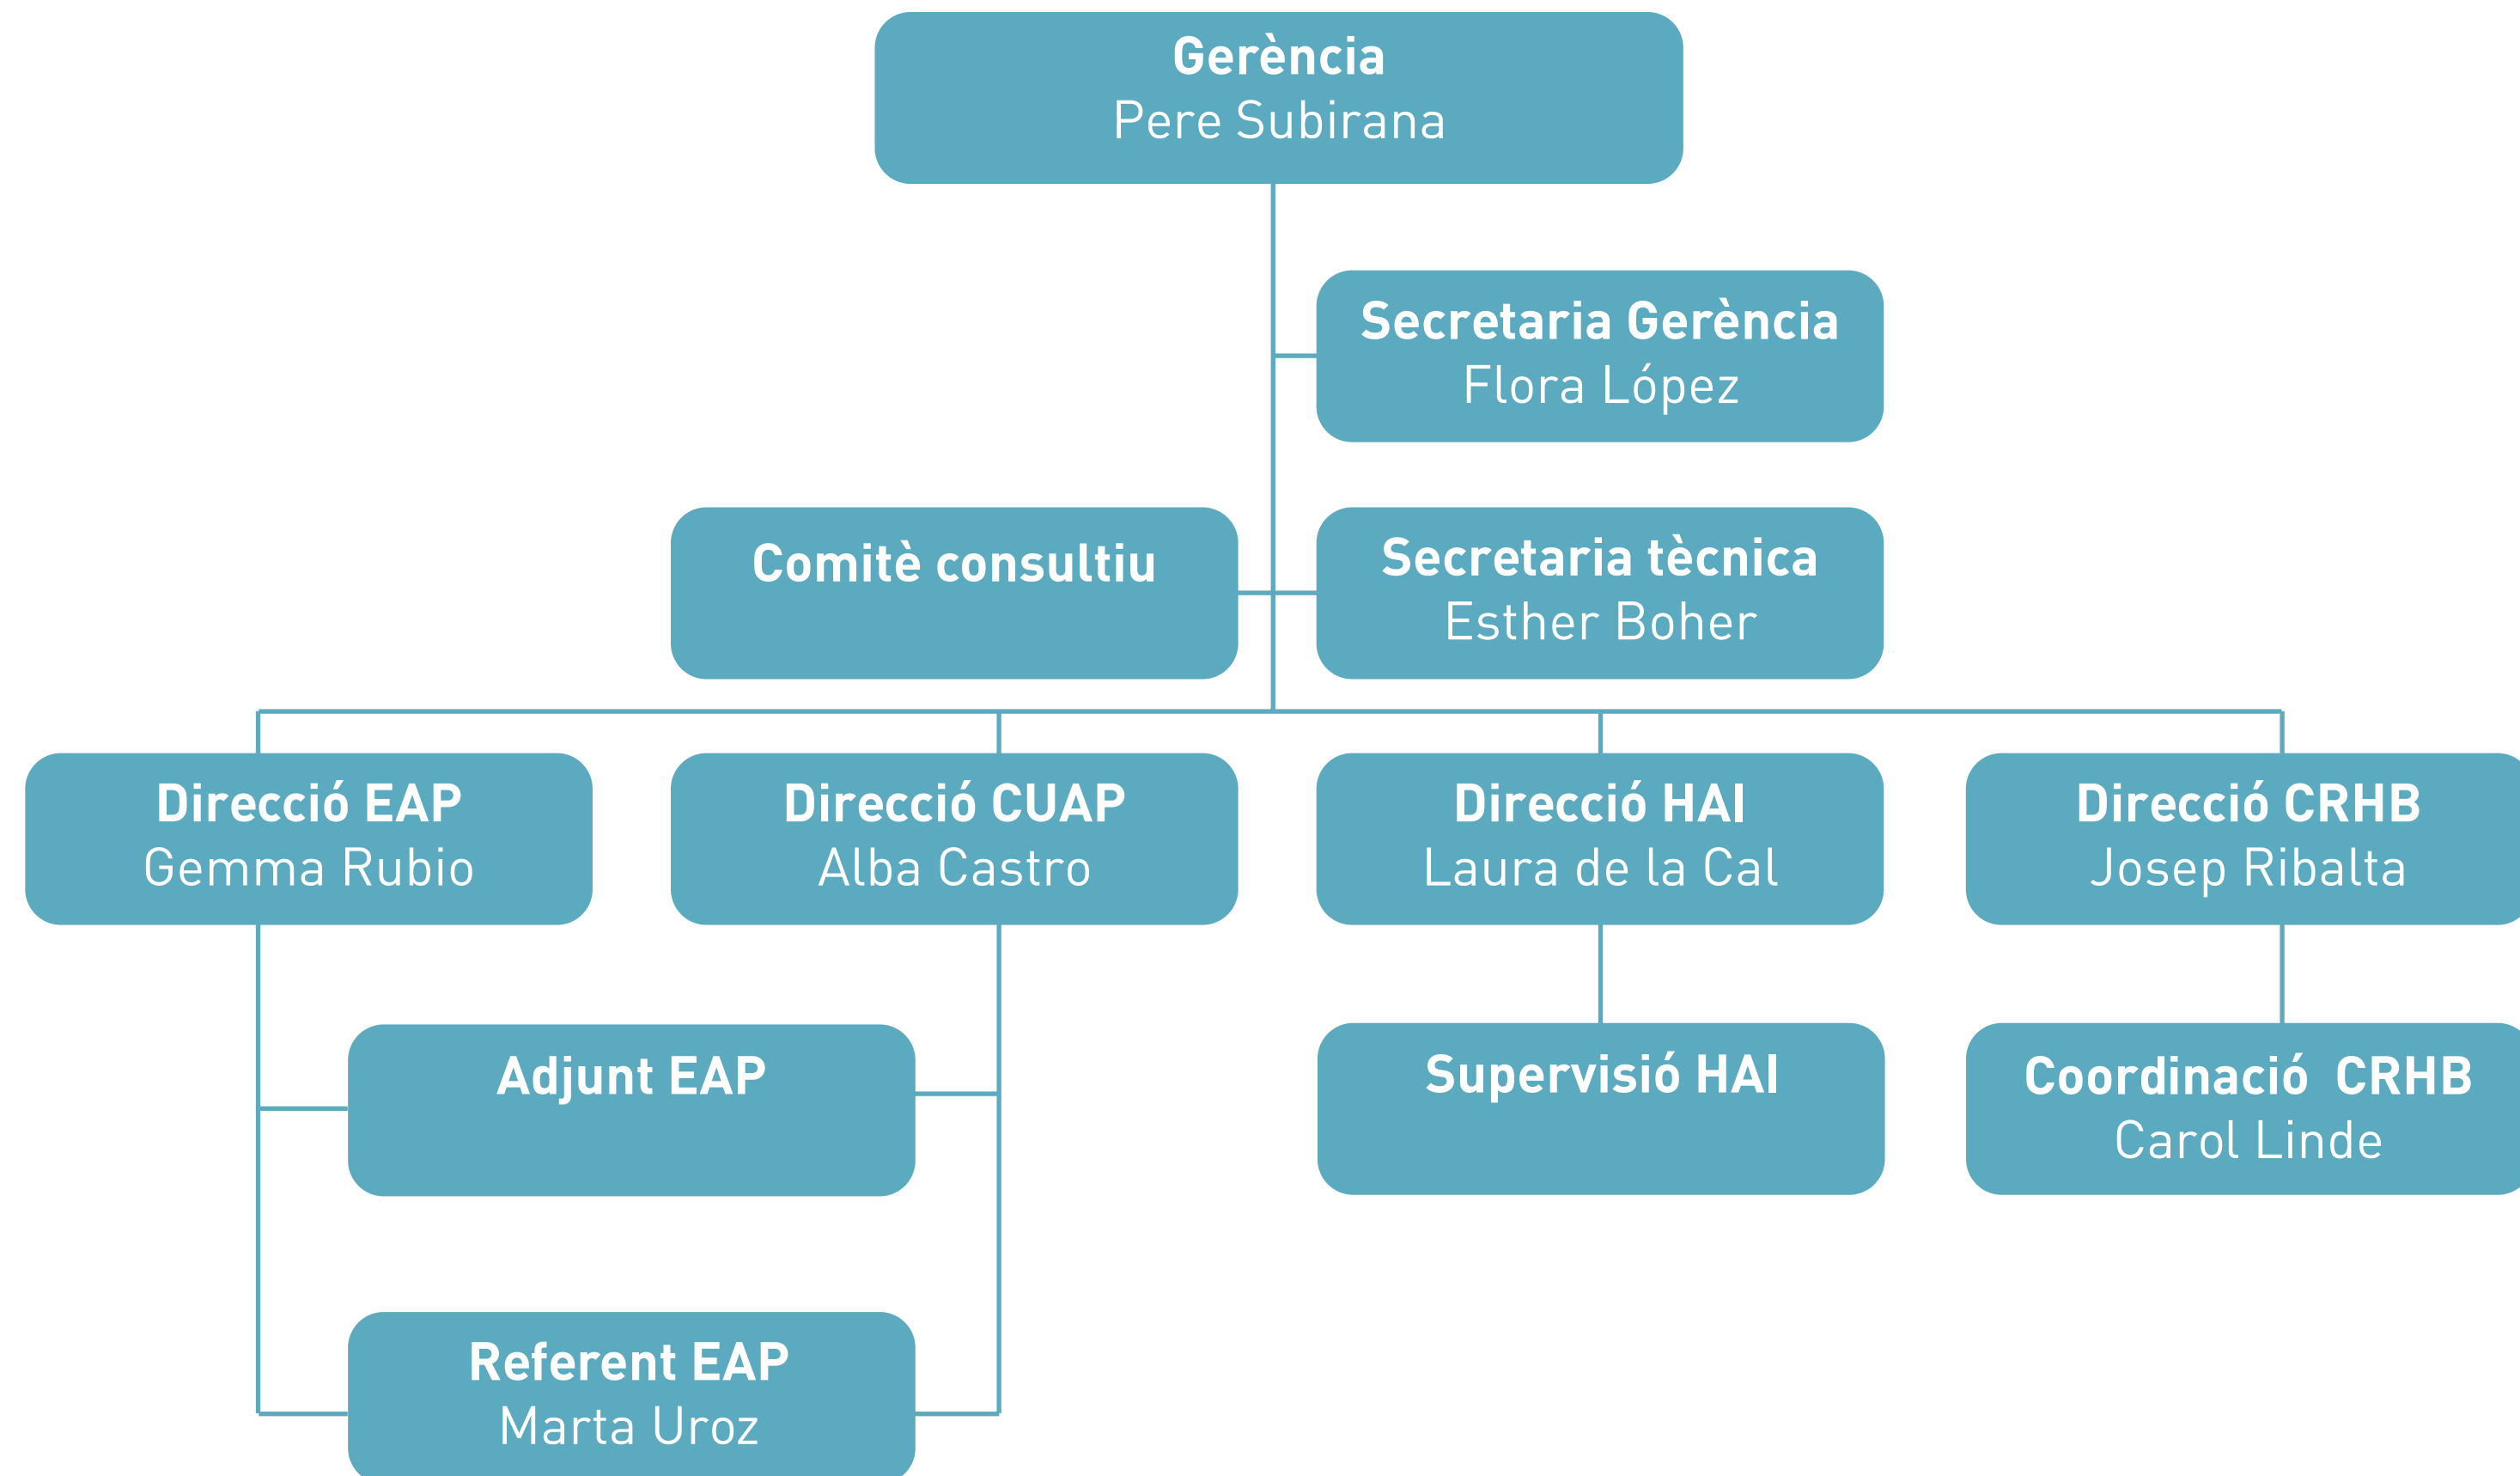 Gerència
Pere Subirana
Secretaria Gerència
Flora López
Comitè consultiu
Secretaria tècnica
Esther Boher
Direcció EAP
Gemma Rubio
Direcció CUAP
Alba Castro
Direcció HAI
Laura de la Cal
Direcció CRHB
Josep Ribalta
Adjunt EAP
Supervisió HAI
Coordinació CRHB
Carol Linde
Referent EAP
Marta Uroz